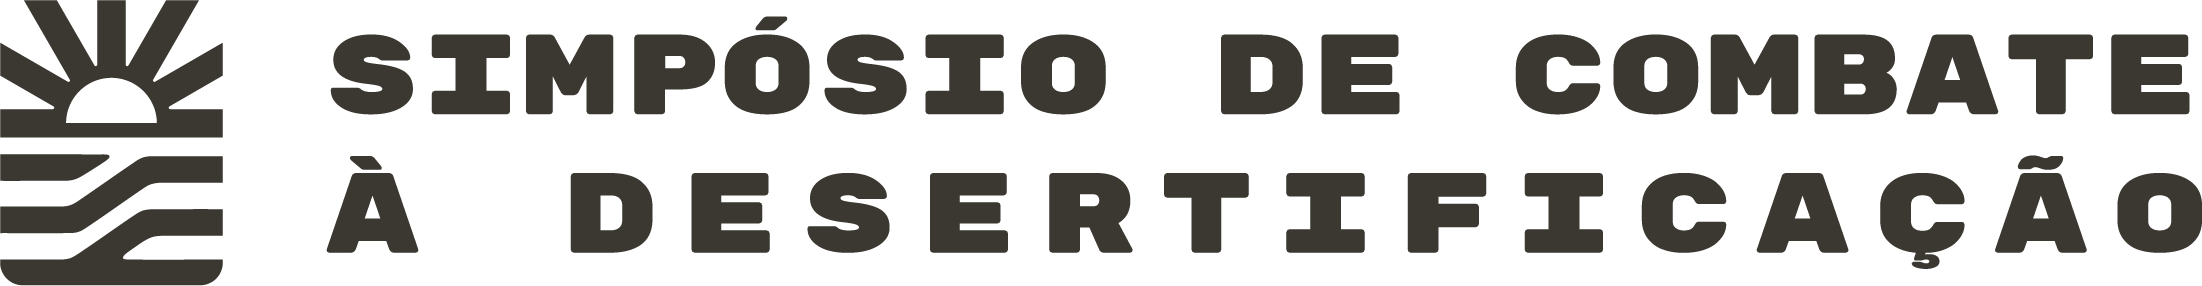 SIMPÓSIO DE COMBATE
À DESERTIFICAÇÃO